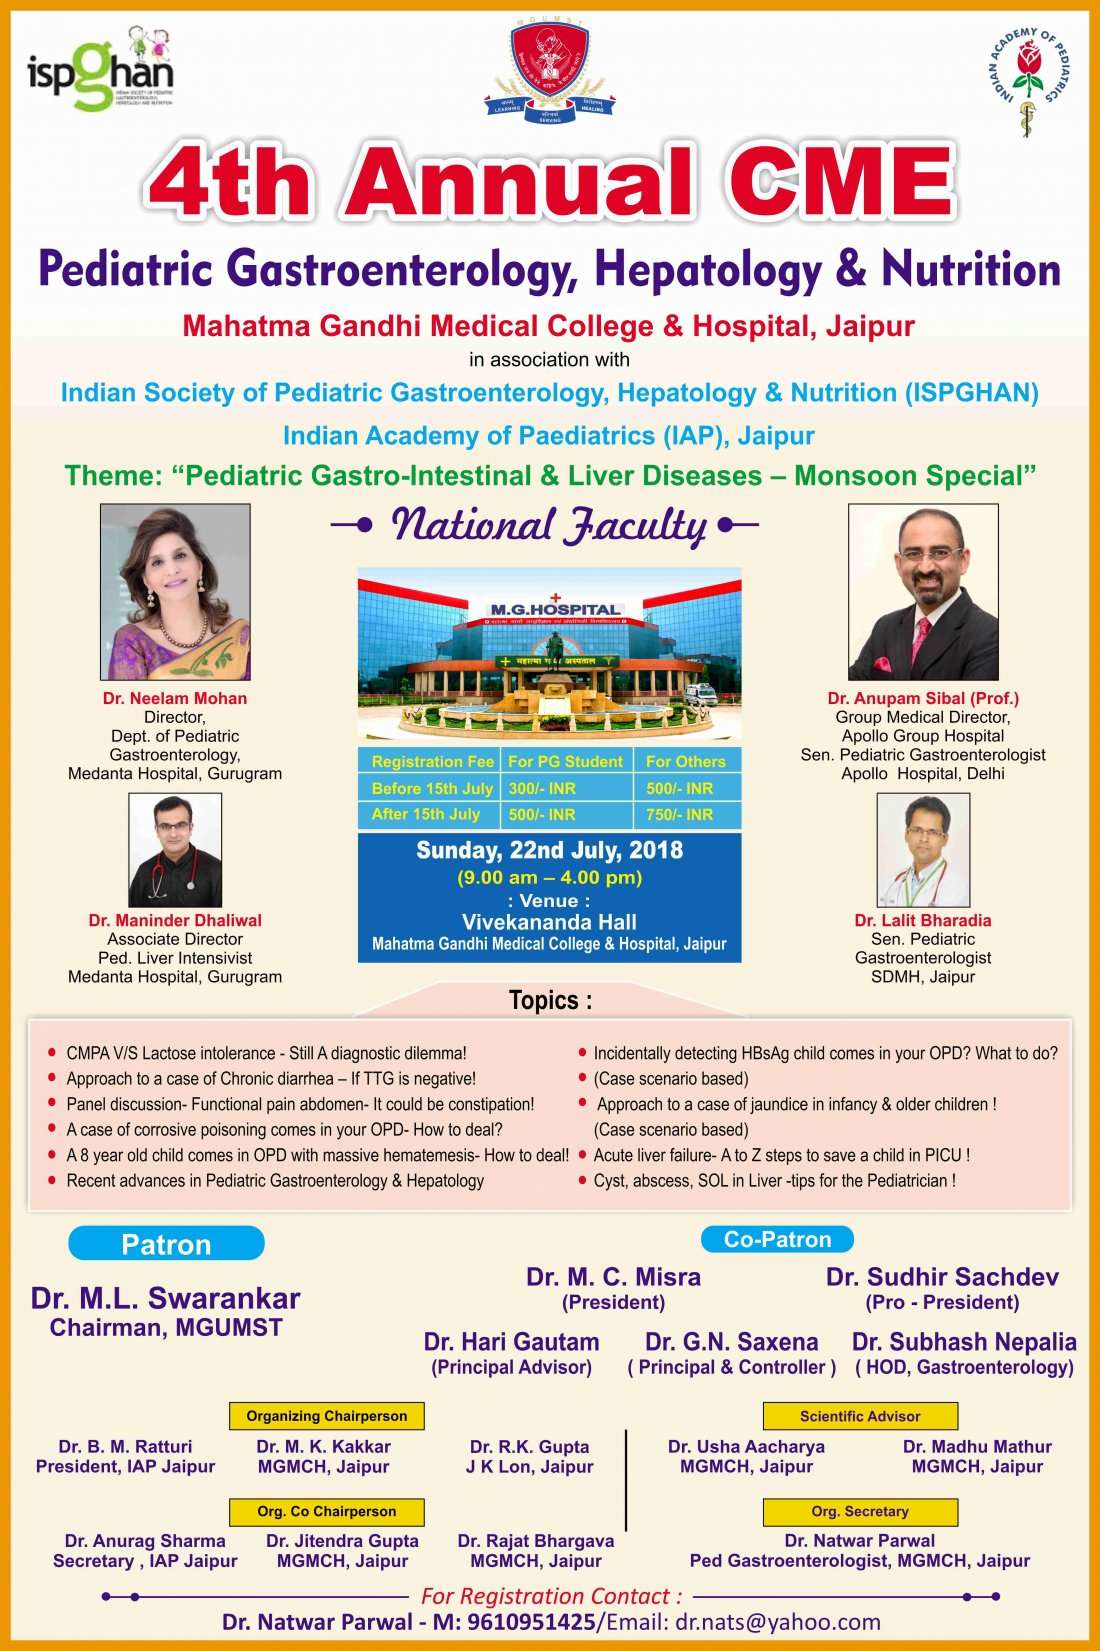 ispghan
INDIAN SOCIETY OF PEDIATRIC
GASTROENTEROLOGY,
HEPATOLOGY AND NUTRITION
MGUMST
LEARNING
SERVING
HEALING
INDIAN ACADEMY OF PEDIATRICS
4th Annual CME
Pediatric Gastroenterology, Hepatology & Nutrition
Mahatma Gandhi Medical College & Hospital, Jaipur
in association with
Indian Society of Pediatric Gastroenterology, Hepatology & Nutrition (ISPGHAN)
Indian Academy of Paediatrics (IAP), Jaipur
Theme: “Pediatric Gastro-Intestinal & Liver Diseases – Monsoon Special”
National Faculty
Dr. Neelam Mohan
Director,
Dept. of Pediatric
Gastroenterology,
Medanta Hospital, Gurugram
Dr. Maninder Dhaliwal
Associate Director
Ped. Liver Intensivist
Medanta Hospital, Gurugram
M.G.HOSPITAL
महात्मा गांधी अस्पताल
Registration Fee For PG Student For Others
Before 15th July 300/- INR 500/- INR
After 15th July 500/- INR 750/- INR
Sunday, 22nd July, 2018
(9.00 am – 4.00 pm)
: Venue :
Vivekananda Hall
Mahatma Gandhi Medical College & Hospital, Jaipur
Dr. Anupam Sibal (Prof.)
Group Medical Director,
Apollo Group Hospital
Sen. Pediatric Gastroenterologist
Apollo Hospital, Delhi
Dr. Lalit Bharadia
Sen. Pediatric
Gastroenterologist
SDMH, Jaipur
Topics :
• CMPA V/S Lactose intolerance - Still A diagnostic dilemma!
• Approach to a case of Chronic diarrhea – If TTG is negative!
• Panel discussion- Functional pain abdomen- It could be constipation!
• A case of corrosive poisoning comes in your OPD- How to deal?
• A 8 year old child comes in OPD with massive hematemesis- How to deal!
• Recent advances in Pediatric Gastroenterology & Hepatology
• Incidentally detecting HBsAg child comes in your OPD? What to do?
• (Case scenario based)
• Approach to a case of jaundice in infancy & older children !
(Case scenario based)
• Acute liver failure- A to Z steps to save a child in PICU !
• Cyst, abscess, SOL in Liver -tips for the Pediatrician !
Patron
Dr. M.L. Swarankar
Chairman, MGUMST
Co-Patron
Dr. M. C. Misra
(President)
Dr. Sudhir Sachdev
(Pro - President)
Dr. Hari Gautam
(Principal Advisor)
Dr. G.N. Saxena
( Principal & Controller )
Dr. Subhash Nepalia
( HOD, Gastroenterology)
Organizing Chairperson
Dr. B. M. Ratturi
President, IAP Jaipur
Dr. M. K. Kakkar
MGMCH, Jaipur
Dr. R.K. Gupta
J K Lon, Jaipur
Scientific Advisor
Dr. Usha Aacharya
MGMCH, Jaipur
Dr. Madhu Mathur
MGMCH, Jaipur
Org. Co Chairperson
Dr. Anurag Sharma
Secretary , IAP Jaipur
Dr. Jitendra Gupta
MGMCH, Jaipur
Dr. Rajat Bhargava
MGMCH, Jaipur
Org. Secretary
Dr. Natwar Parwal
Ped Gastroenterologist, MGMCH, Jaipur
For Registration Contact :
Dr. Natwar Parwal - M: 9610951425/Email: dr.nats@yahoo.com